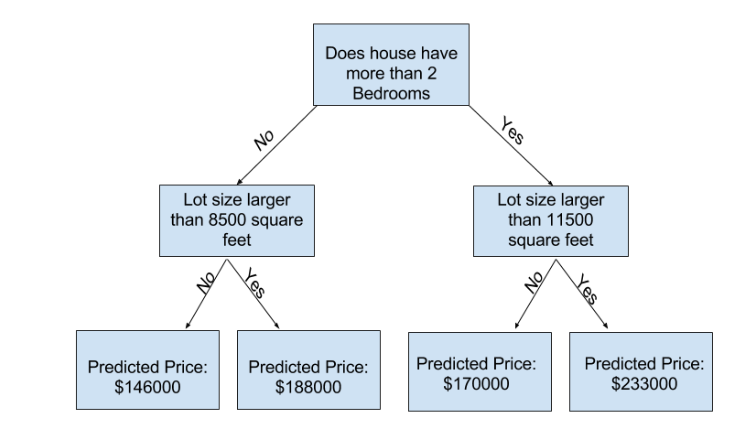 Does house have
more than 2
Bedrooms
No
Yes
Lot size larger
than 8500 square
feet
Lot size larger
than 11500
square feet
No
Yes
No
Yes
Predicted Price:
$146000
Predicted Price:
$188000
Predicted Price:
$170000
Predicted Price:
$233000